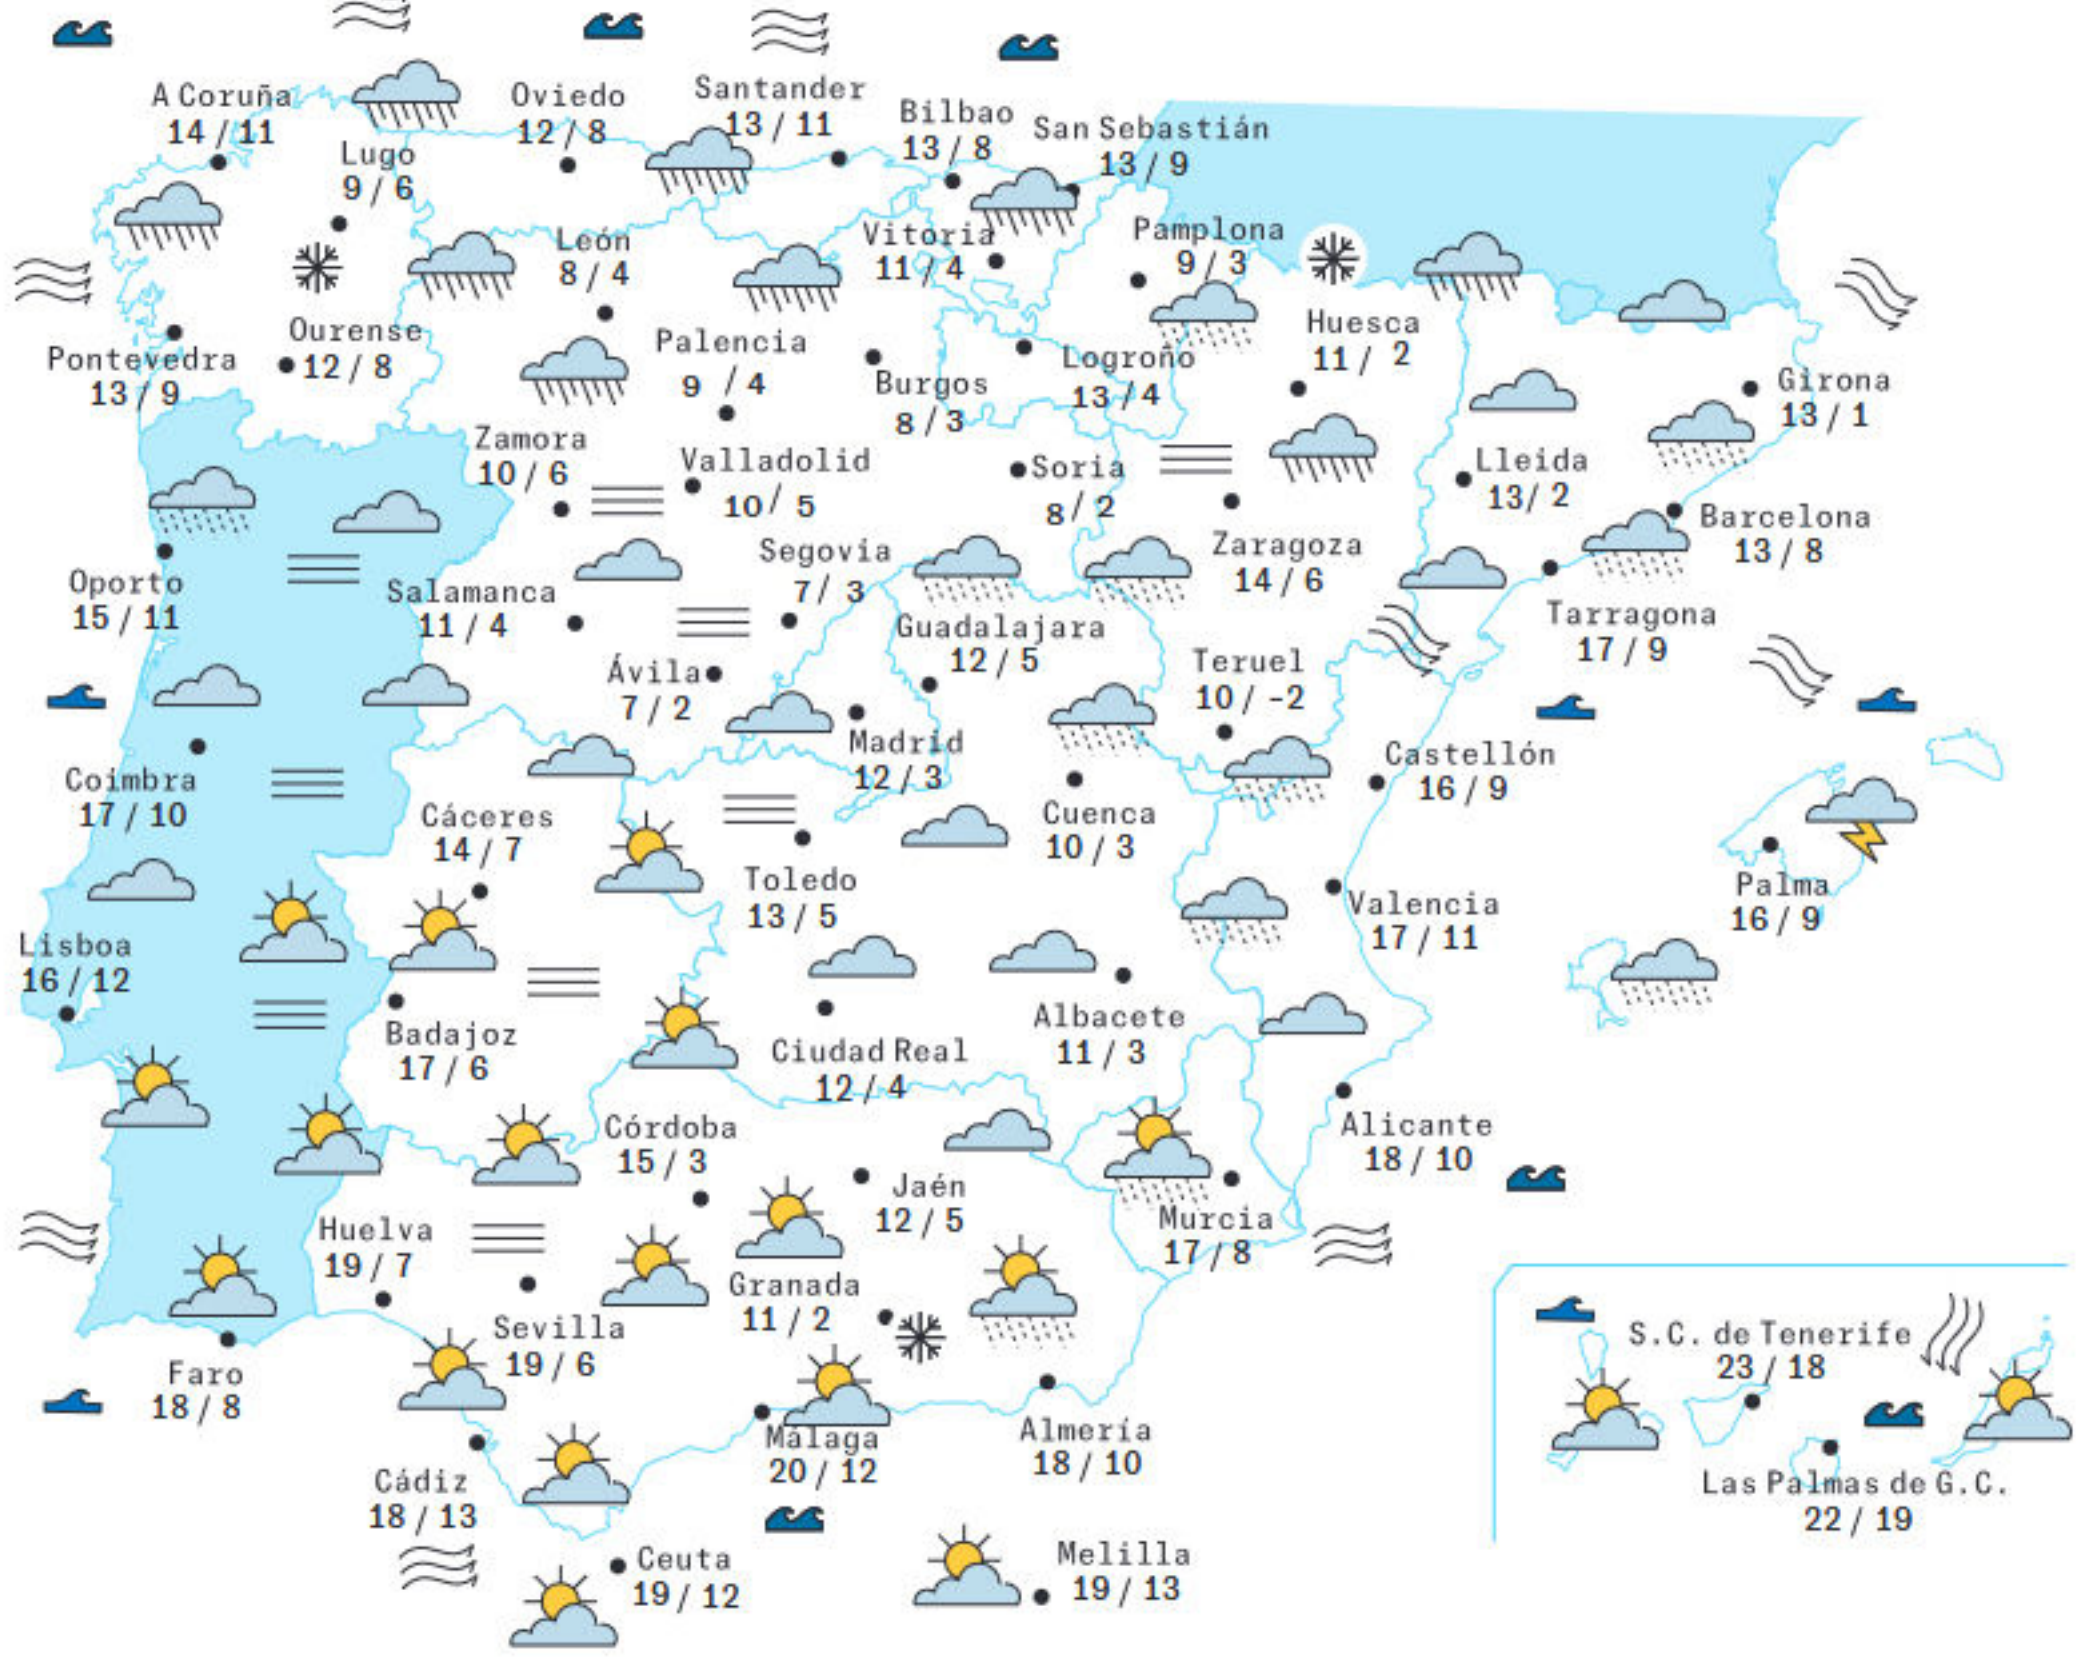 A Coruña
14 / 11
Oviedo
12 / 8
Santander
13 / 11
Bilbao
13 / 8
San Sebastián
13 / 9
Lugo
9 / 6
León
8 / 4
Vitoria
11 / 4
Pamplona
9 / 3
Pontevedra
13 / 9
Ourense
12 / 8
Palencia
9 / 4
Burgos
8 / 3
Logroño
13 / 4
Huesca
11 / 2
Girona
13 / 1
Zamora
10 / 6
Valladolid
10 / 5
Soria
8 / 2
Lleida
13 / 2
Barcelona
13 / 8
Oporto
15 / 11
Salamanca
11 / 4
Segovia
7 / 3
Zaragoza
14 / 6
Tarragona
17 / 9
Guadalajara
12 / 5
Ávila
7 / 2
Teruel
10 / -2
Madrid
12 / 3
Castellón
16 / 9
Coimbra
17 / 10
Cáceres
14 / 7
Cuenca
10 / 3
Toledo
13 / 5
Palma
16 / 9
Valencia
17 / 11
Lisboa
16 / 12
Badajoz
17 / 6
Albacete
11 / 3
Ciudad Real
12 / 4
Alicante
18 / 10
Córdoba
15 / 3
Jaén
12 / 5
Murcia
17 / 8
Huelva
19 / 7
Granada
11 / 2
Sevilla
19 / 6
Faro
18 / 8
Málaga
20 / 12
Almería
18 / 10
Cádiz
18 / 13
Ceuta
19 / 12
Melilla
19 / 13
S.C. de Tenerife
23 / 18
Las Palmas de G.C.
22 / 19